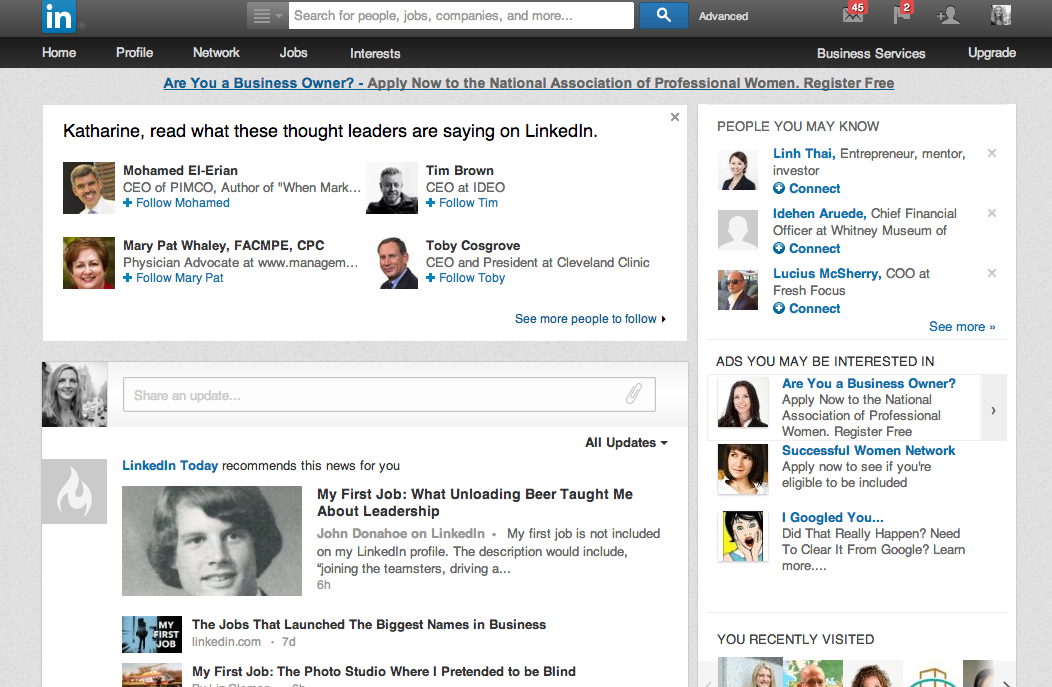 in
Search for people, jobs, companies, and more...
Advanced
45
2
Home
Profile
Network
Jobs
Interests
Business Services
Upgrade
Are You a Business Owner? - Apply Now to the National Association of Professional Women. Register Free
Katharine, read what these thought leaders are saying on LinkedIn.
Mohamed El-Erian
CEO of PIMCO, Author of "When Mark...
Follow Mohamed
Tim Brown
CEO at IDEO
Follow Tim
Mary Pat Whaley, FACMPE, CPC
Physician Advocate at www.managem...
Follow Mary Pat
Toby Cosgrove
CEO and President at Cleveland Clinic
Follow Toby
See more people to follow
Share an update...
All Updates
LinkedIn Today recommends this news for you
My First Job: What Unloading Beer Taught Me
About Leadership
John Donahoe on LinkedIn • My first job is not included
on my LinkedIn profile. The description would include,
“joining the teamsters, driving a...
6h
MY
FIRST
JOB
The Jobs That Launched The Biggest Names in Business
linkedin.com • 7d
My First Job: The Photo Studio Where I Pretended to be Blind
PEOPLE YOU MAY KNOW
Linh Thai, Entrepreneur, mentor,
investor
Connect
Idehen Aruede, Chief Financial
Officer at Whitney Museum of
Connect
Lucius McSherry, COO at
Fresh Focus
Connect
See more »
ADS YOU MAY BE INTERESTED IN
Are You a Business Owner?
Apply Now to the National
Association of Professional
Women. Register Free
Successful Women Network
Apply now to see if you're
eligible to be included
I Googled You...
Did That Really Happen? Need
To Clear It From Google? Learn
more....
YOU RECENTLY VISITED